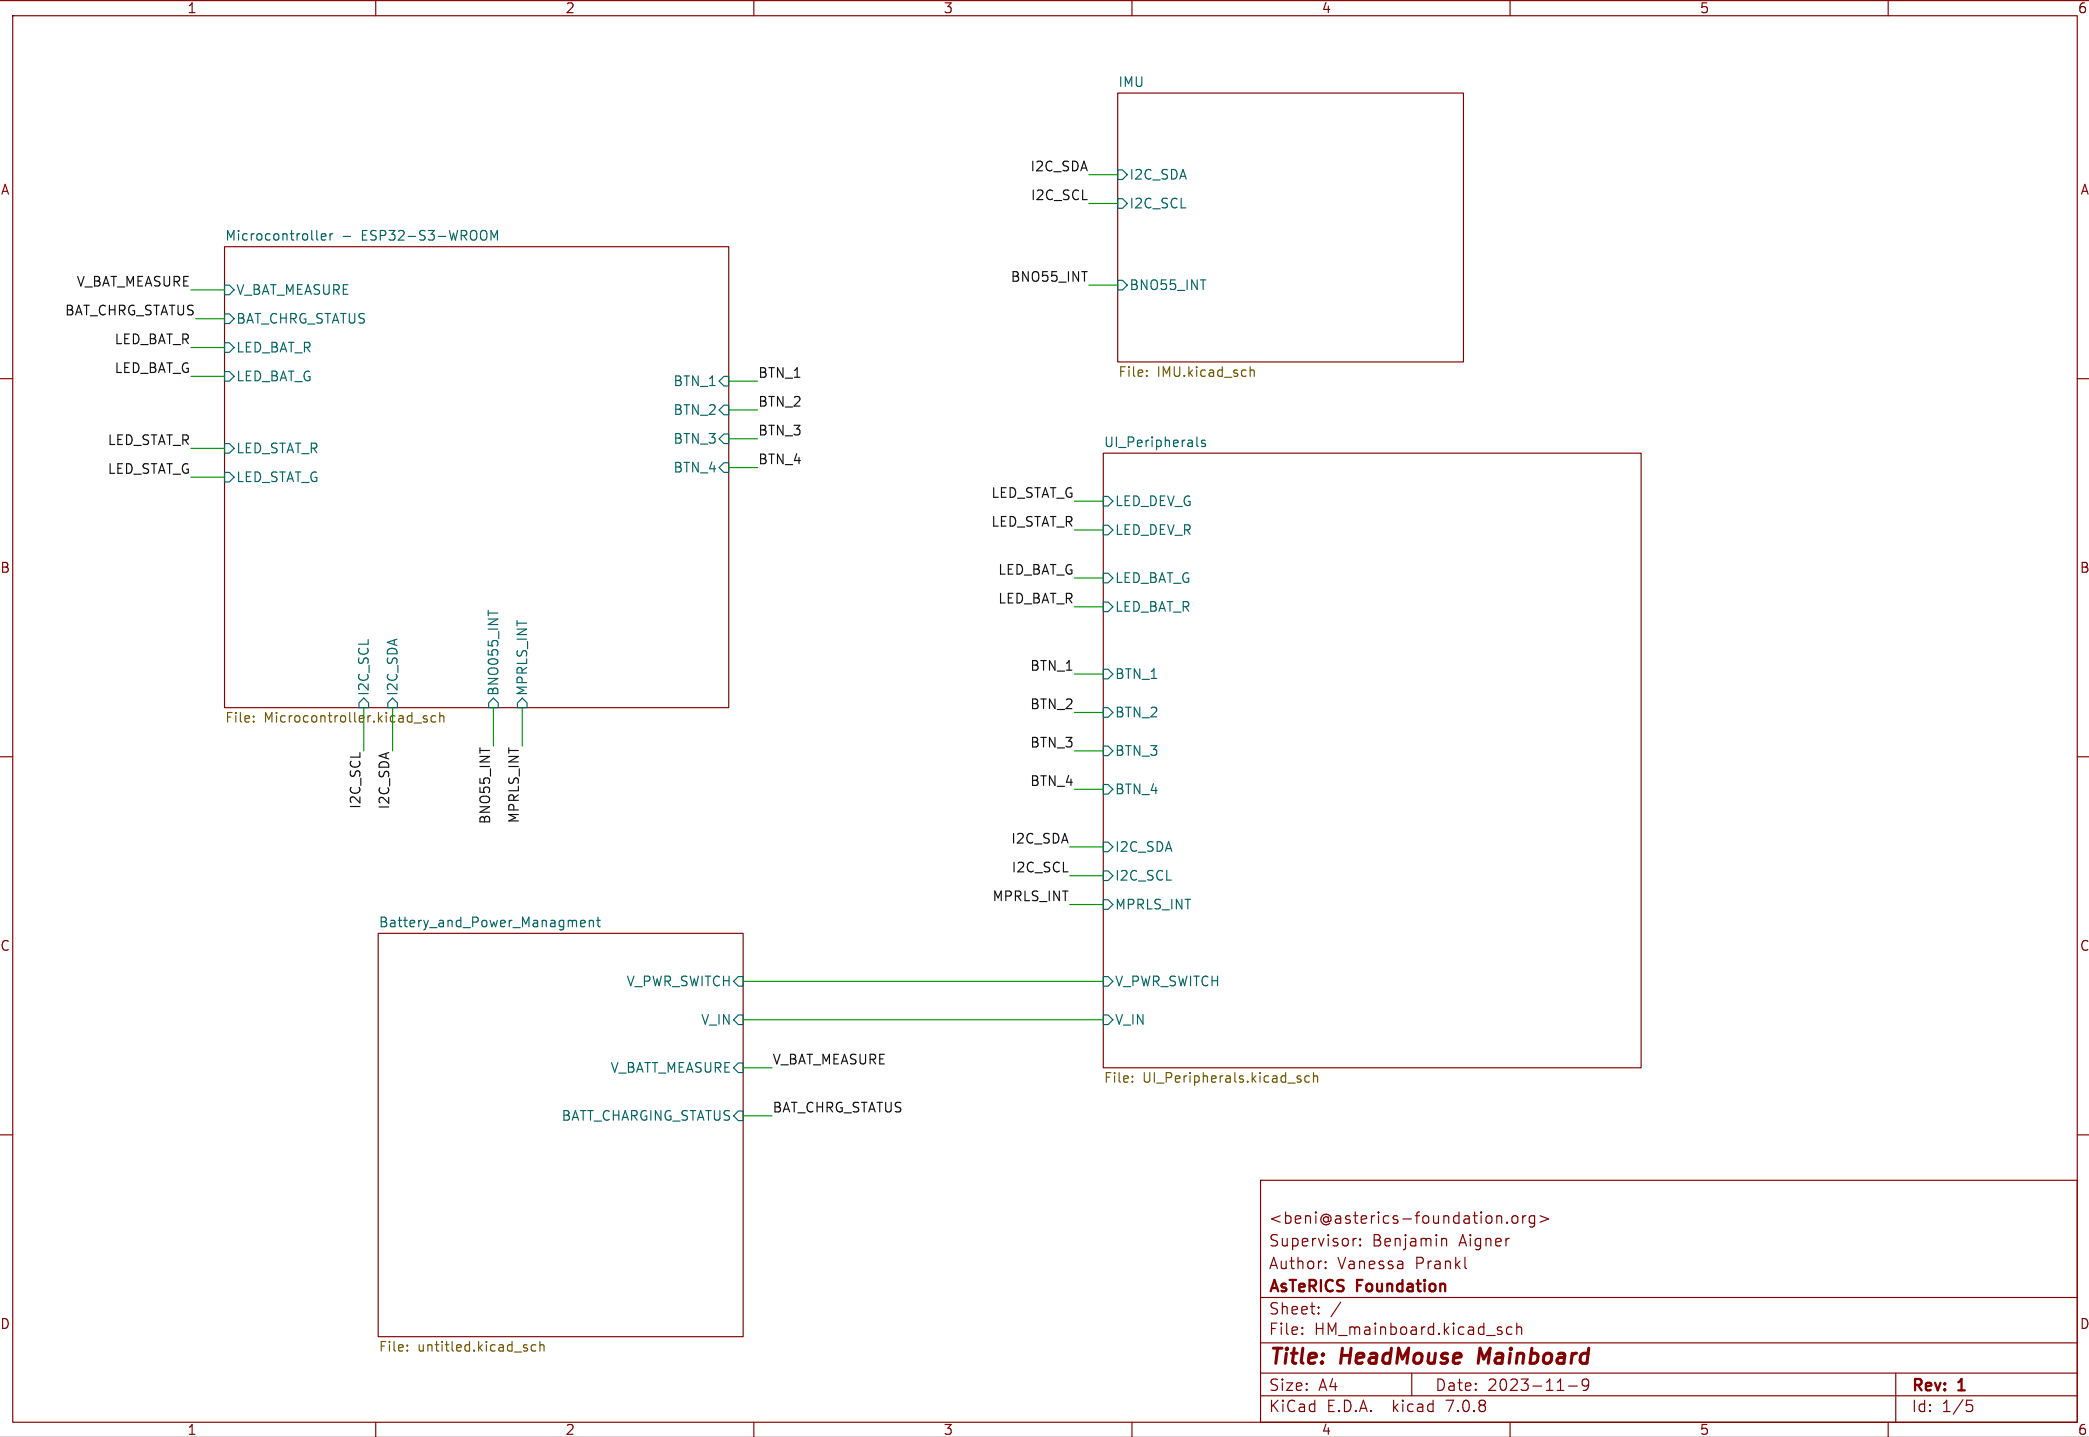 1 2 3 4 5 6
A A
B B
C C
D D
Microcontroller - ESP32-S3-WROOM
V_BAT_MEASURE
V_BAT_MEASURE
BAT_CHRG_STATUS
BAT_CHRG_STATUS
LED_BAT_R
LED_BAT_R
LED_BAT_G
LED_BAT_G
LED_STAT_R
LED_STAT_R
LED_STAT_G
LED_STAT_G
BTN_1
BTN_1
BTN_2
BTN_2
BTN_3
BTN_3
BTN_4
BTN_4
I2C_SCL
I2C_SDA
BNO055_INT
MPRLS_INT
File: Microcontroller.kicad_sch
I2C_SCL
I2C_SDA
BNO55_INT
MPRLS_INT
IMU
I2C_SDA
I2C_SDA
I2C_SCL
I2C_SCL
BNO55_INT
BNO55_INT
File: IMU.kicad_sch
UI_Peripherals
LED_STAT_G
LED_DEV_G
LED_STAT_R
LED_DEV_R
LED_BAT_G
LED_BAT_G
LED_BAT_R
LED_BAT_R
BTN_1
BTN_1
BTN_2
BTN_2
BTN_3
BTN_3
BTN_4
BTN_4
I2C_SDA
I2C_SDA
I2C_SCL
I2C_SCL
MPRLS_INT
MPRLS_INT
V_PWR_SWITCH
V_IN
File: UI_Peripherals.kicad_sch
Battery_and_Power_Managment
V_PWR_SWITCH
V_IN
V_BATT_MEASURE
V_BAT_MEASURE
BATT_CHARGING_STATUS
BAT_CHRG_STATUS
File: untitled.kicad_sch
<beni@asterics-foundation.org>
Supervisor: Benjamin Aigner
Author: Vanessa Prankl
AsTeRICS Foundation
Sheet: /
File: HM_mainboard.kicad_sch
Title: HeadMouse Mainboard
Size: A4 Date: 2023-11-9 Rev: 1
KiCad E.D.A. kicad 7.0.8 Id: 1/5
1 2 3 4 5 6